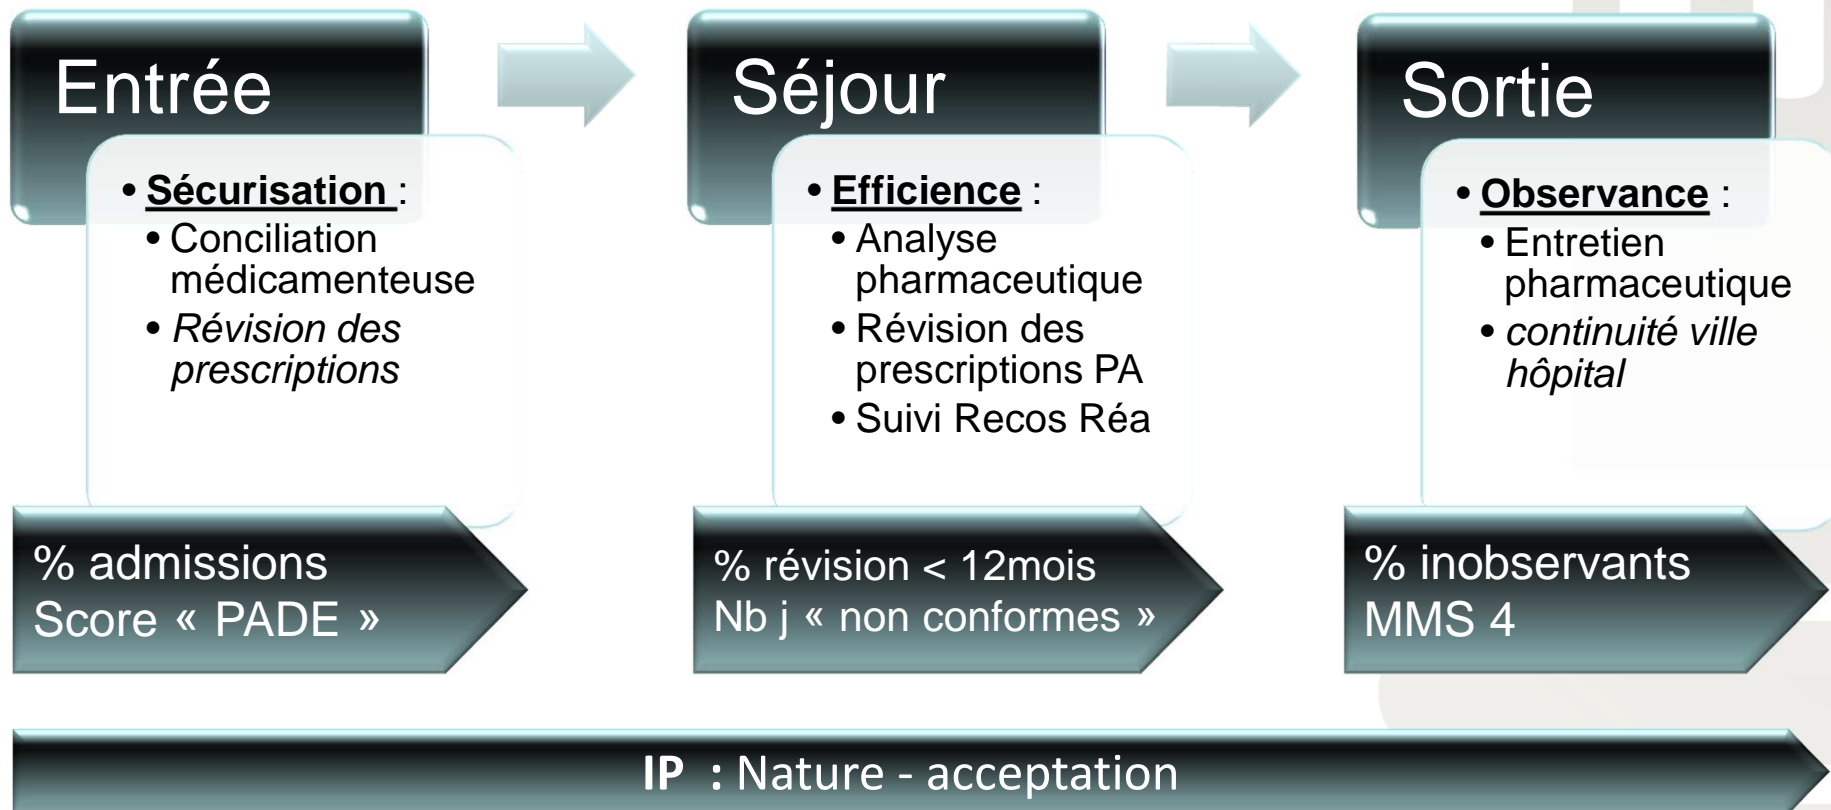 Entrée
• Sécurisation :
• Conciliation
médicamenteuse
• Révision des
prescriptions
% admissions
Score « PADE »
Séjour
• Efficience :
• Analyse
pharmaceutique
• Révision des
prescriptions PA
• Suivi Recos Réa
% révision < 12mois
Nb j « non conformes »
Sortie
• Observance :
• Entretien
pharmaceutique
• continuité ville
hôpital
% inobservants
MMS 4
IP : Nature - acceptation